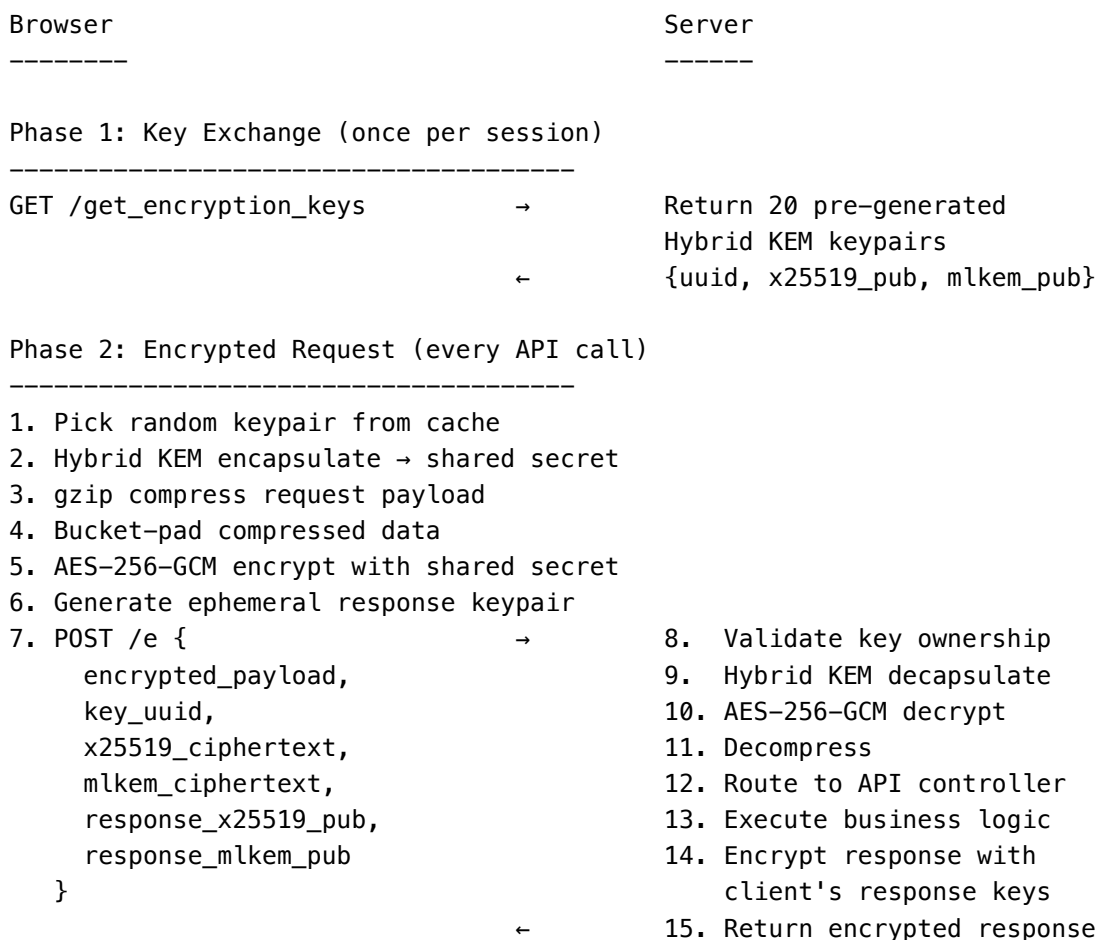 Browser                                     Server
--------                                    ------
Phase 1: Key Exchange (once per session)
--------------------------------------
GET /get_encryption_keys          →         Return 20 pre-generated
                                            Hybrid KEM keypairs
                                  ←         {uuid, x25519_pub, mlkem_pub}
Phase 2: Encrypted Request (every API call)
--------------------------------------
1. Pick random keypair from cache
2. Hybrid KEM encapsulate → shared secret
3. gzip compress request payload
4. Bucket-pad compressed data
5. AES-256-GCM encrypt with shared secret
6. Generate ephemeral response keypair
7. POST /e {                      →         8.  Validate key ownership
     encrypted_payload,                     9.  Hybrid KEM decapsulate
     key_uuid,                              10. AES-256-GCM decrypt
     x25519_ciphertext,                     11. Decompress
     mlkem_ciphertext,                      12. Route to API controller
     response_x25519_pub,                   13. Execute business logic
     response_mlkem_pub                     14. Encrypt response with
   }                                            client's response keys
                                  ←         15. Return encrypted response